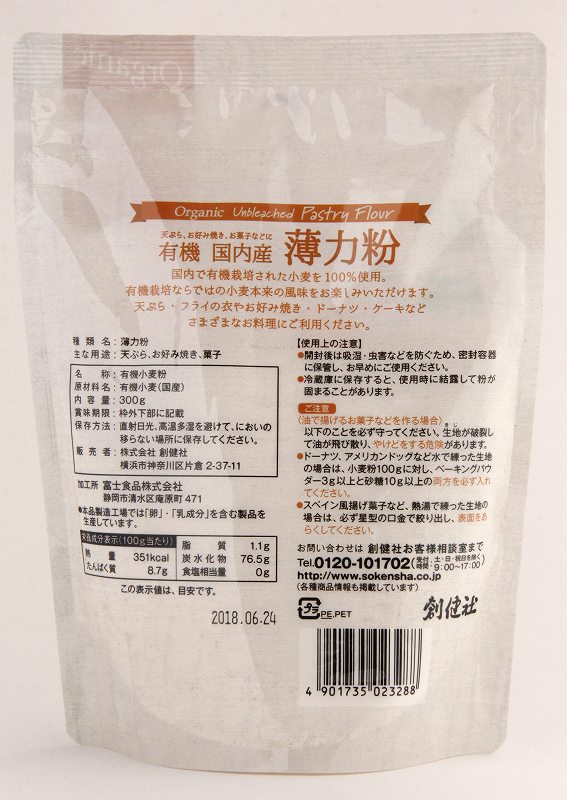 Organic
Organic Unbleached Pastry Flour
天ぷら、お好み焼き、お菓子などに
有機 国内産 薄力粉
国内で有機栽培された小麦を100%使用。
有機栽培ならではの小麦本来の風味をお楽しみいただけます。
天ぷら・フライの衣やお好み焼き・ドーナツ・ケーキなど
さまざまなお料理にご利用ください。
種類名:薄力粉
主な用途:天ぷら、お好み焼き、菓子
名称:有機小麦粉
原材料名:有機小麦(国産)
内容量:300g
賞味期限:枠外下部に記載
保存方法:直射日光、高温多湿を避けて、においの
移らない場所に保存してください。
販売者:株式会社 創健社
横浜市神奈川区片倉 2-37-11
加工所 富士食品株式会社
静岡市清水区庵原町 471
●本品製造工場では「卵」・「乳成分」を含む製品を
生産しています。
栄養成分表示(100g当たり)
熱量 351kcal
たんぱく質 8.7g
脂質 1.1g
炭水化物 76.5g
食塩相当量 0g
この表示値は、目安です。
2018.06.24
【使用上の注意】
●開封後は吸湿・虫害などを防ぐため、密封容器
に保管し、お早めにご使用ください。
●冷蔵庫に保存すると、使用時に結露して粉が
固まることがあります。
ご注意
〈油で揚げるお菓子などを作る場合〉
以下のことを必ず守ってください。生地が破裂し
て油が飛び散り、やけどをする危険があります。
●ドーナツ、アメリカンドッグなど水で練った生地
の場合は、小麦粉100gに対し、ベーキングパウ
ダー3g以上と砂糖10g以上の両方を必ず入れ
てください。
●スペイン風揚げ菓子など、熱湯で練った生地の
場合は、必ず星型の口金で絞り出し、表面をあ
らくしてください。
お問い合わせは 創健社お客様相談室まで
Tel.0120-101702(受付時間:土・日・祝日を除く 9:00〜17:00)
http://www.sokensha.co.jp
(各種商品情報も掲載しています)
プラ PE,PET 創健社
4 901735 023288